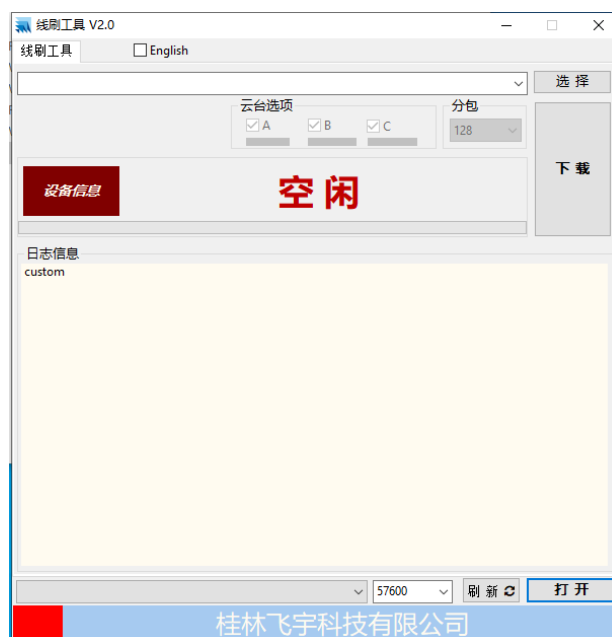 线刷工具 V2.0
线刷工具 English
选 择
云台选项 分包
A B C 128
下 载
设备信息 空 闲
日志信息
custom
57600 刷 新 打 开
桂林飞宇科技有限公司